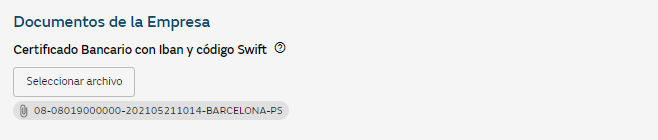 Documentos de la Empresa
Certificado Bancario con Iban y código Swift ?
Seleccionar archivo
08-08019000000-202105211014-BARCELONA-PS